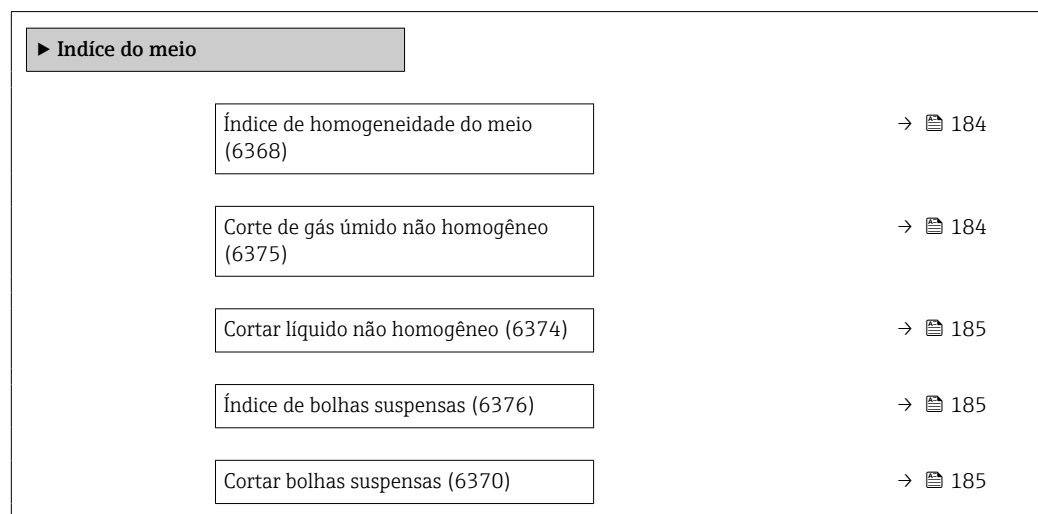 ▶ Indíce do meio
Índice de homogeneidade do meio
(6368)
→ 184
Corte de gás úmido não homogêneo
(6375)
→ 184
Cortar líquido não homogêneo (6374)
→ 185
Índice de bolhas suspensas (6376)
→ 185
Cortar bolhas suspensas (6370)
→ 185